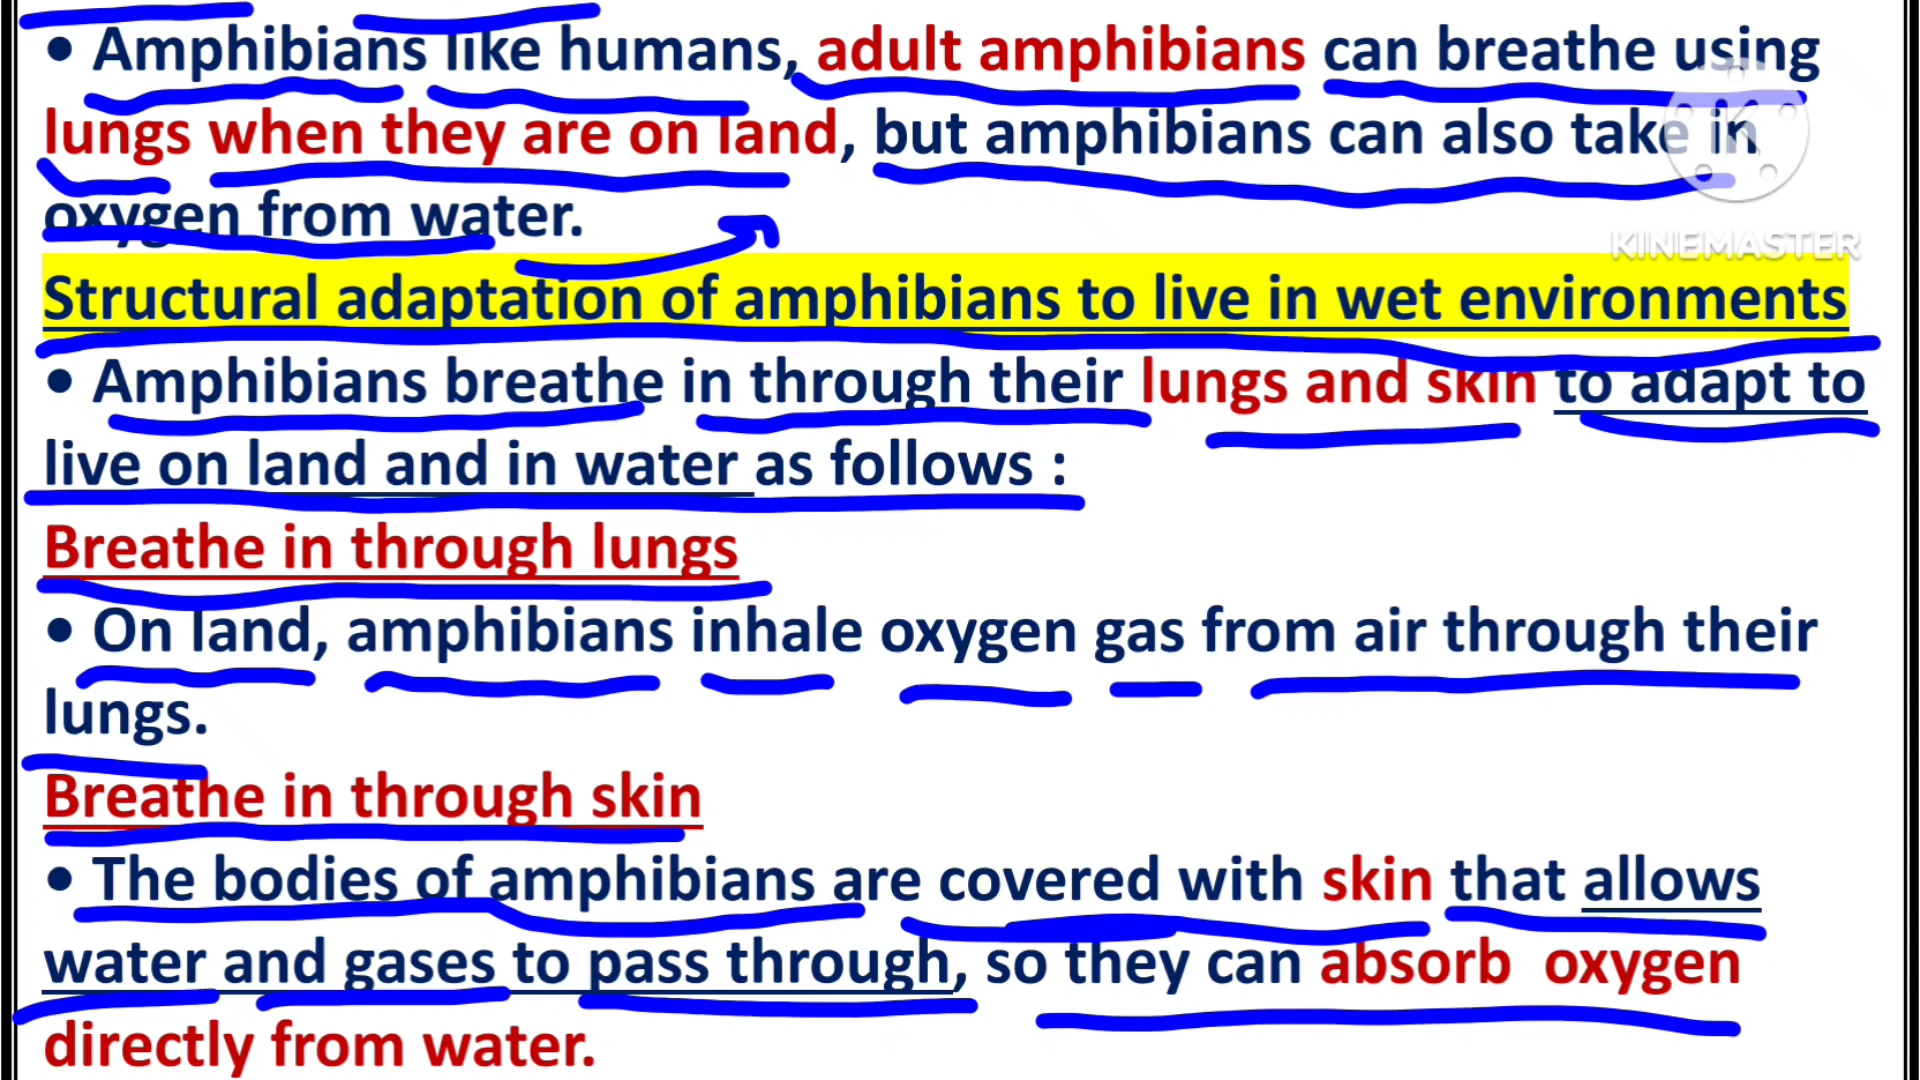 • Amphibians like humans, adult amphibians can breathe using
lungs when they are on land, but amphibians can also take in
oxygen from water.
KINEMASTER
Structural adaptation of amphibians to live in wet environments
• Amphibians breathe in through their lungs and skin to adapt to
live on land and in water as follows :
Breathe in through lungs
• On land, amphibians inhale oxygen gas from air through their
lungs.
Breathe in through skin
• The bodies of amphibians are covered with skin that allows
water and gases to pass through, so they can absorb oxygen
directly from water.